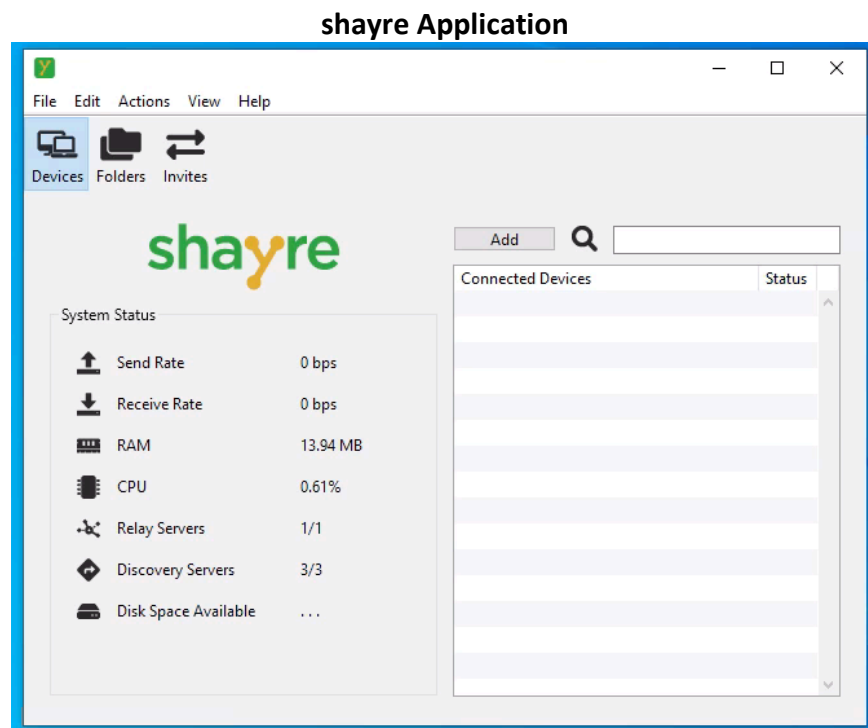 shayre Application
y
File Edit Actions View Help
Devices Folders Invites
shayre
Add
Connected Devices Status
System Status
Send Rate 0 bps
Receive Rate 0 bps
RAM 13.94 MB
CPU 0.61%
Relay Servers 1/1
Discovery Servers 3/3
Disk Space Available ...